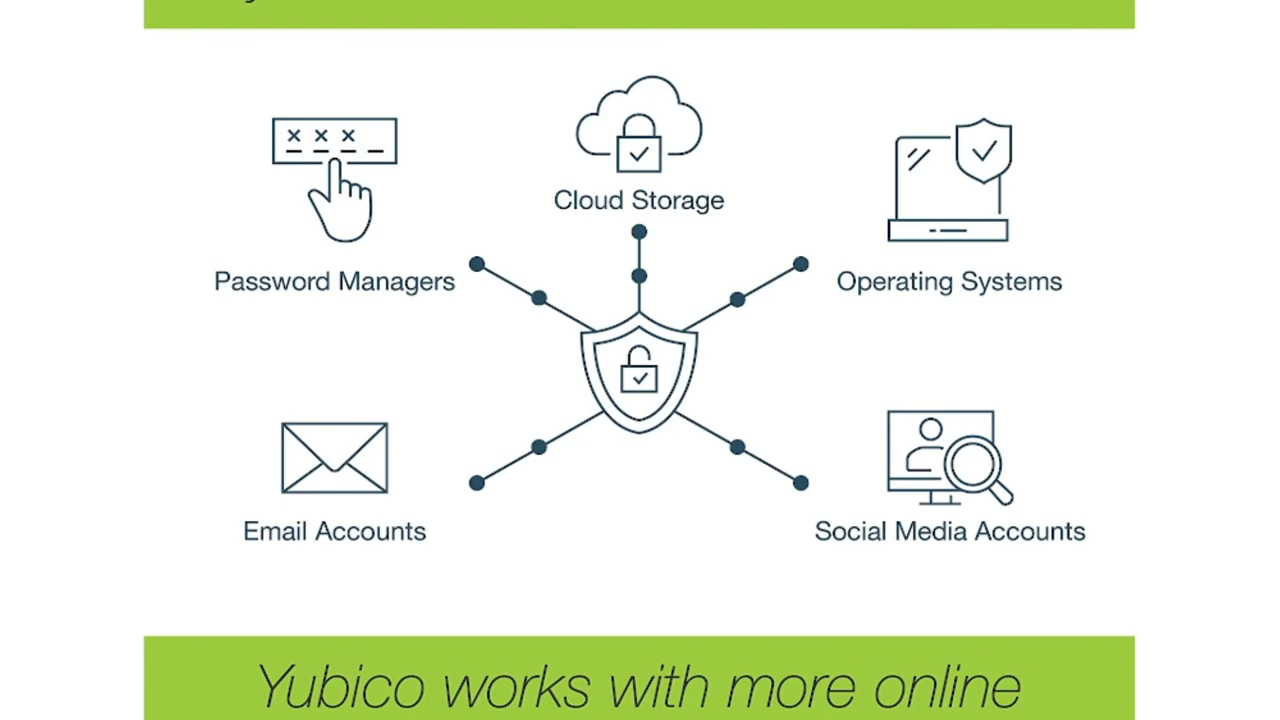 Cloud Storage
Password Managers
Operating Systems
Email Accounts
Social Media Accounts
Yubico works with more online